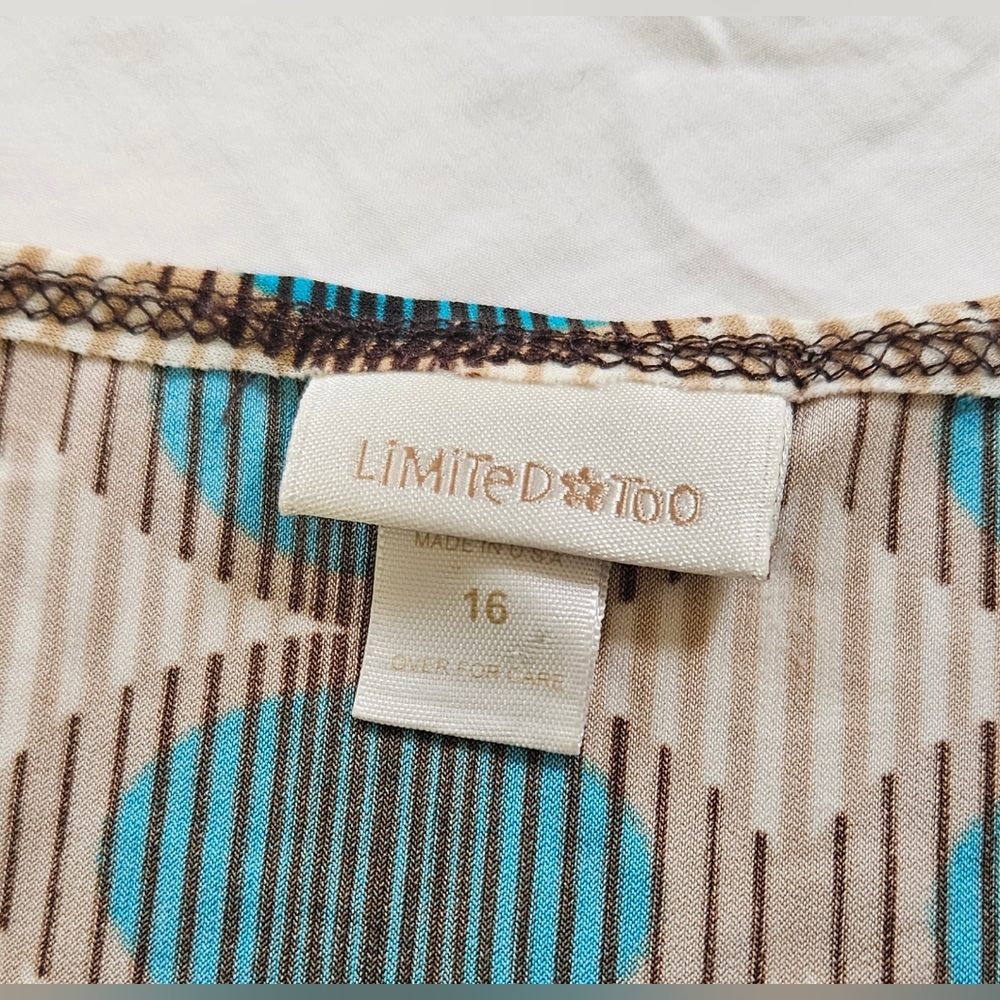 LiMiTeD ToO
MADE IN U.S.A
16
OVER FOR CARE